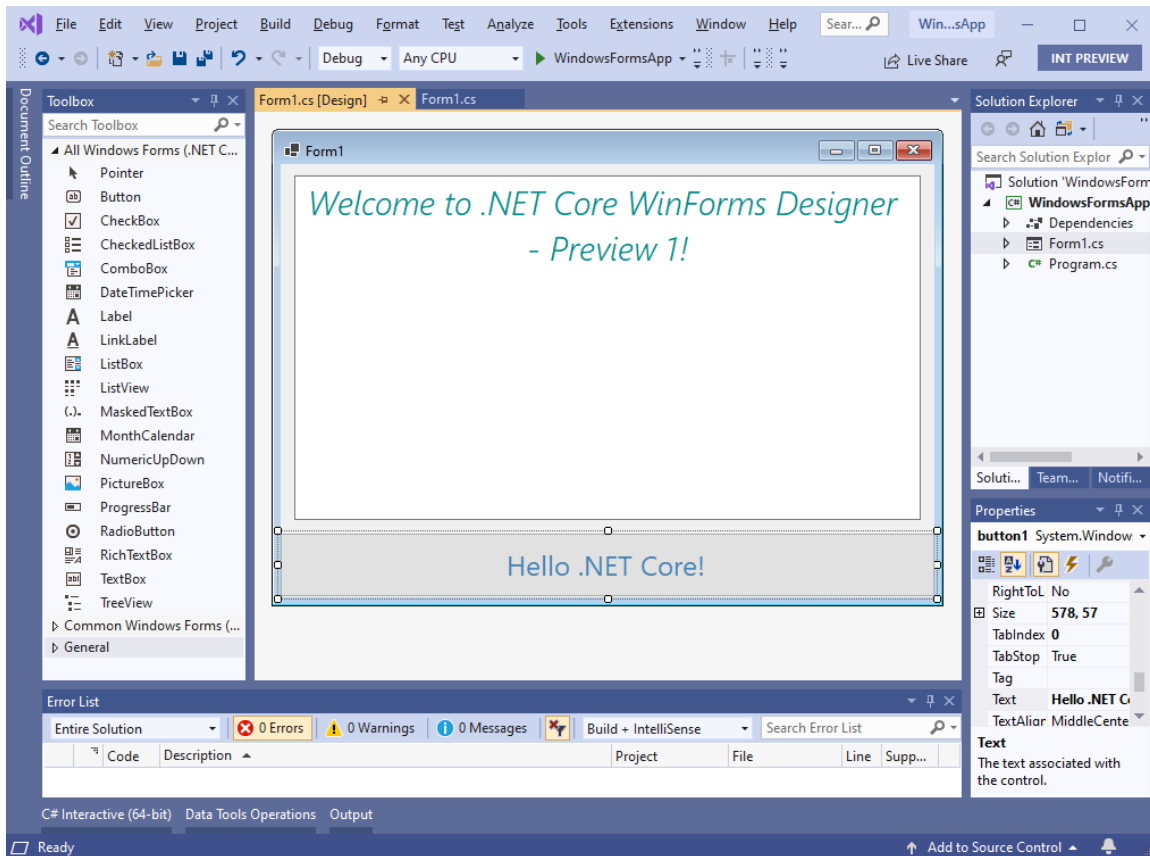 File Edit View Project Build Debug Format Test Analyze Tools Extensions Window Help Sear... Win...sApp
Debug Any CPU WindowsFormsApp Live Share INT PREVIEW
Document Outline
Toolbox
Search Toolbox
All Windows Forms (.NET C...
Pointer
Button
CheckBox
CheckedListBox
ComboBox
DateTimePicker
Label
LinkLabel
ListBox
ListView
MaskedTextBox
MonthCalendar
NumericUpDown
PictureBox
ProgressBar
RadioButton
RichTextBox
TextBox
TreeView
Common Windows Forms (...
General
Form1.cs [Design] Form1.cs
Form1
Welcome to .NET Core WinForms Designer
- Preview 1!
Hello .NET Core!
Solution Explorer
Search Solution Explor
Solution 'WindowsForm
WindowsFormsApp
Dependencies
Form1.cs
C# Program.cs
Soluti... Team... Notifi...
Properties
button1 System.Window
RightToL No
Size 578, 57
TabIndex 0
TabStop True
Tag
Text Hello .NET C
TextAlign MiddleCente
Text
The text associated with
the control.
Error List
Entire Solution 0 Errors 0 Warnings 0 Messages Build + IntelliSense Search Error List
Code Description Project File Line Supp...
C# Interactive (64-bit) Data Tools Operations Output
Ready Add to Source Control